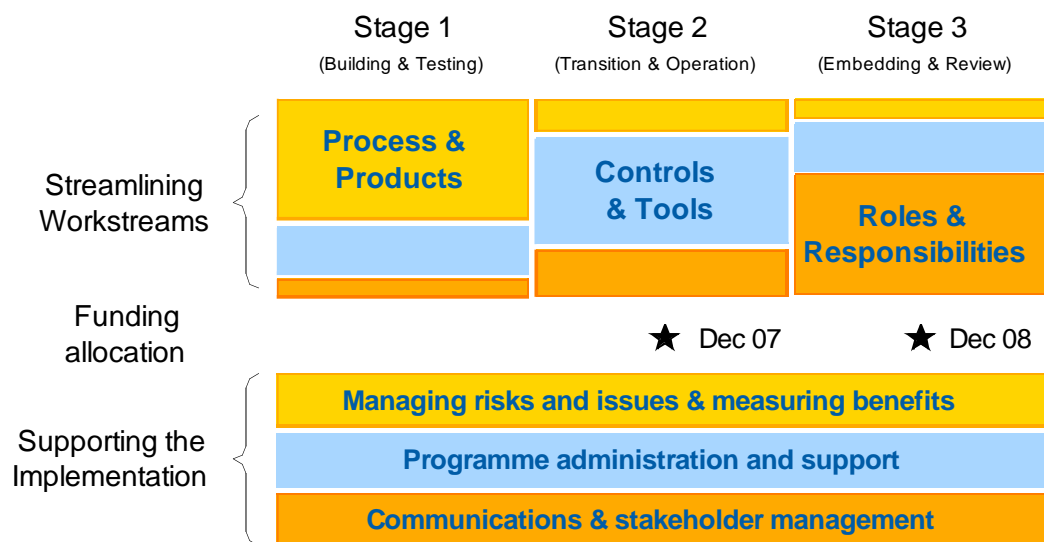 Stage 1
(Building & Testing)
Stage 2
(Transition & Operation)
Stage 3
(Embedding & Review)
Streamlining
Workstreams
Process &
Products
Controls
& Tools
Roles &
Responsibilities
Funding
allocation
Dec 07
Dec 08
Supporting the
Implementation
Managing risks and issues & measuring benefits
Programme administration and support
Communications & stakeholder management